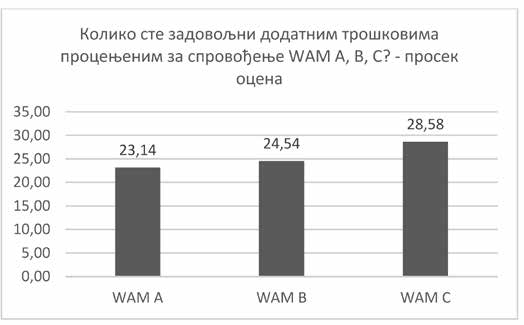 Колико сте задовољни додатним трошковима
процењеним за спровођење WAM A, B, C? - просек
оцена
35,00
30,00
25,00
20,00
15,00
10,00
5,00
0,00
23,14
24,54
28,58
WAM A
WAM B
WAM C